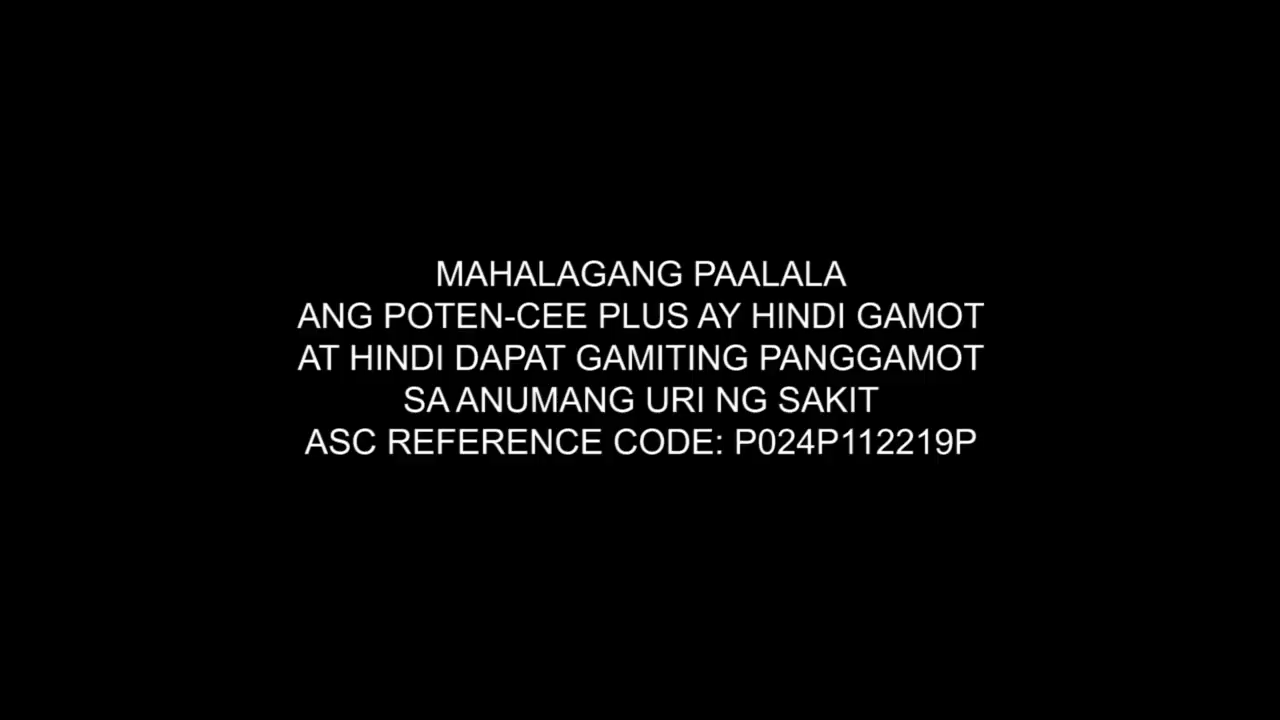 MAHALAGANG PAALALA
ANG POTEN-CEE PLUS AY HINDI GAMOT
AT HINDI DAPAT GAMITING PANGGAMOT
SA ANUMANG URI NG SAKIT
ASC REFERENCE CODE: P024P112219P